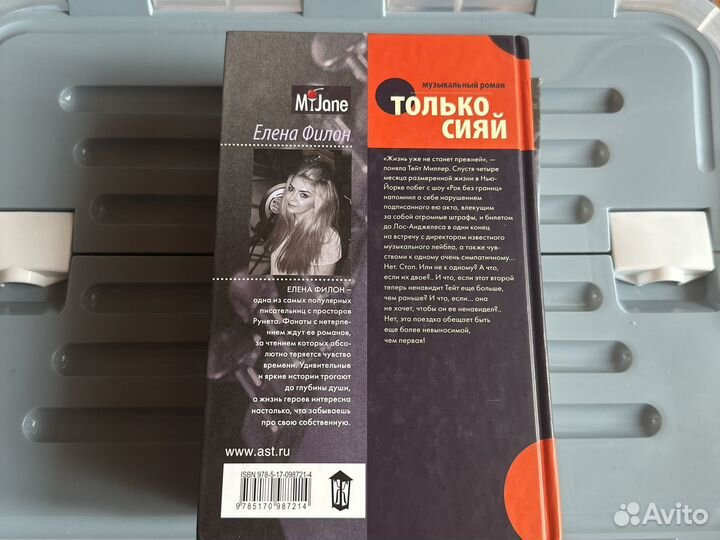 MyJane
Елена Филон
ЕЛЕНА ФИЛОН –
одна из самых популярных
писательниц с просторов
Рунета. Фанаты с нетерпе-
нием ждут ее романов,
за чтением которых абсо-
лютно теряется чувство
времени. Удивительные
и яркие истории трогают
до глубины души,
а жизнь героев интересна
настолько, что забываешь
про свою собственную.
www.ast.ru
ISBN 978-5-17-098721-4
9785170987214
музыкальный роман
ТОЛЬКО
СИЯЙ
«Жизнь уже не станет прежней», —
поняла Тейт Миллер. Спустя четыре
месяца размеренной жизни в Нью-
Йорке побег с шоу «Рок без границ»
напомнил о себе нарушением
подписанного ею акта, влекущим
за собой огромные штрафы, и билетом
до Лос-Анджелеса в один конец
на встречу с директором известного
музыкального лейбла, а также чув-
ствами к одному очень симпатичному...
Нет. Стоп. Или не к одному? А что,
если их двое?.. И что, если этот второй
теперь ненавидит Тейт еще больше,
чем раньше? И что, если... она
не хочет, чтобы он ее ненавидел?..
Нет, эта поездка обещает быть
еще более невыносимой,
чем первая!
Avito